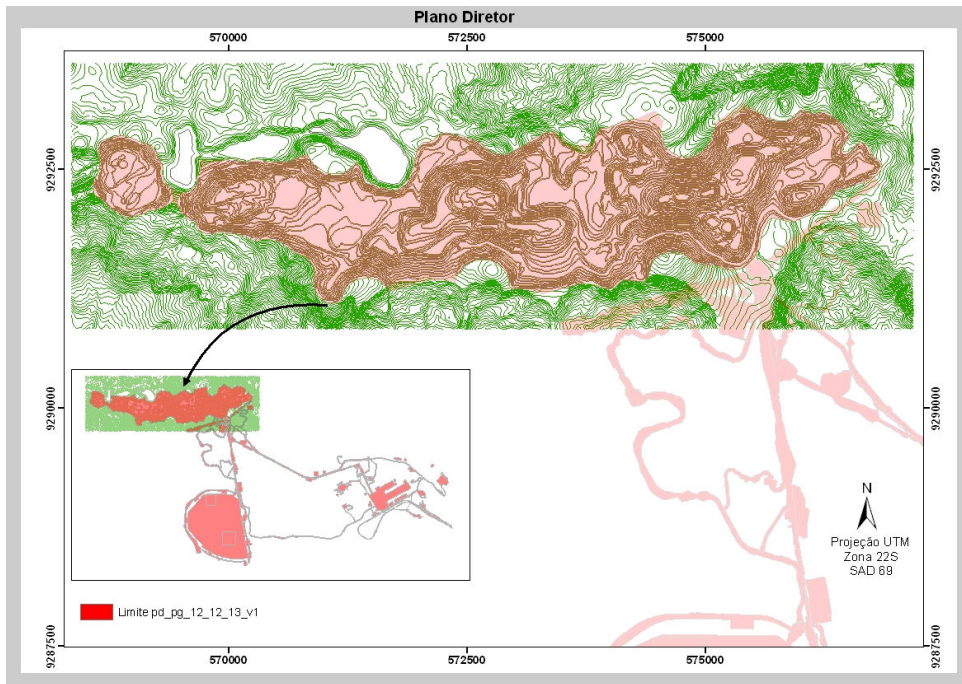 Plano Diretor
570000
572500
575000
9292500
9292500
9290000
9290000
N
Projeção UTM
Zona 22S
SAD 69
Limite pd_pg_12_12_13_v1
9287500
9287500
570000
572500
575000